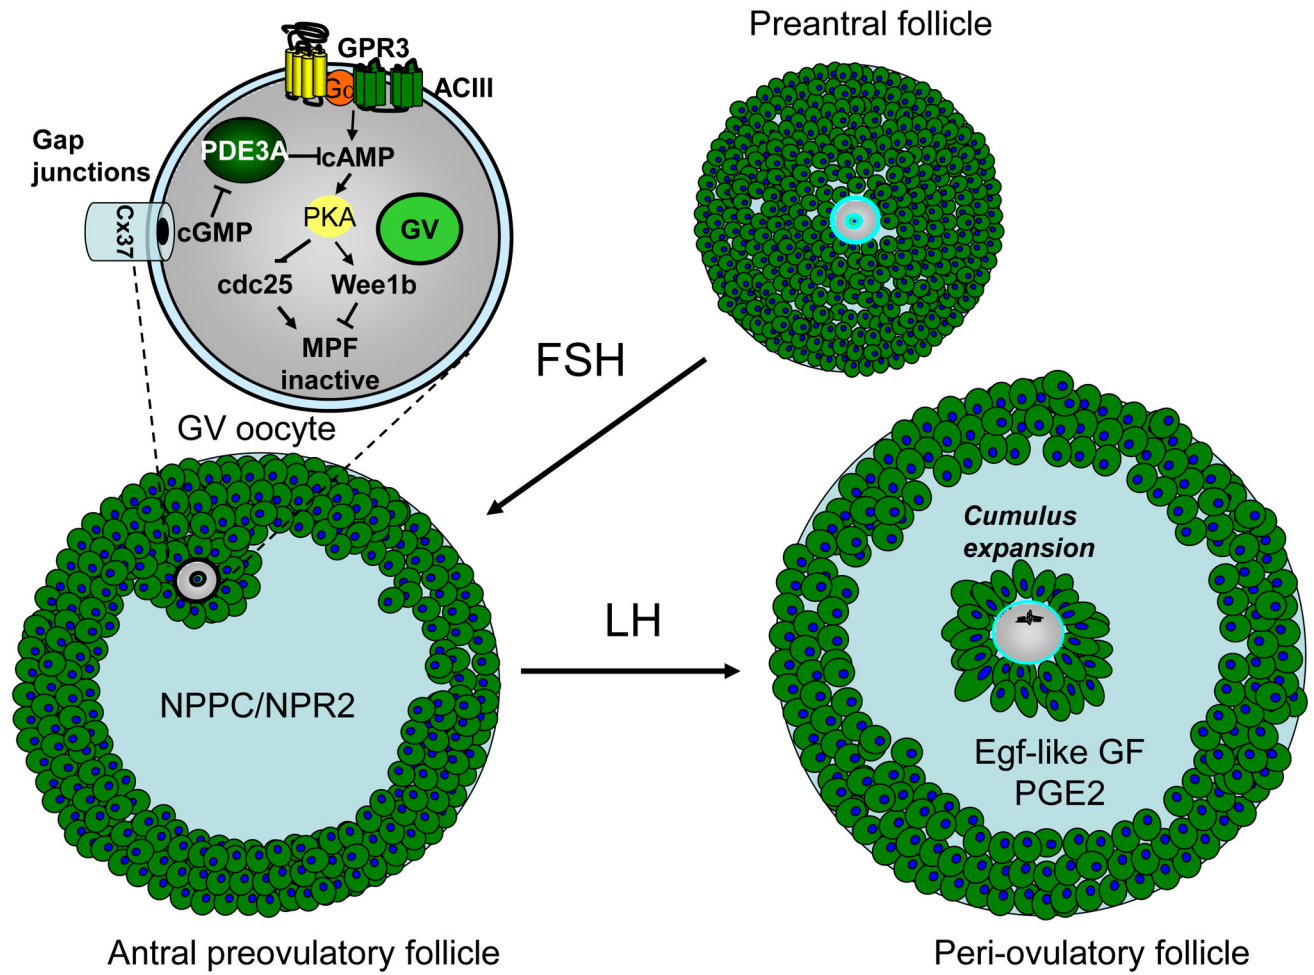 Preantral follicle
GPR3
Gα
ACIII
Gap
junctions
PDE3A
cAMP
Cx37
cGMP
PKA
GV
cdc25
Wee1b
MPF
inactive
GV oocyte
FSH
Cumulus
expansion
LH
NPPC/NPR2
Egf-like GF
PGE2
Antral preovulatory follicle
Peri-ovulatory follicle